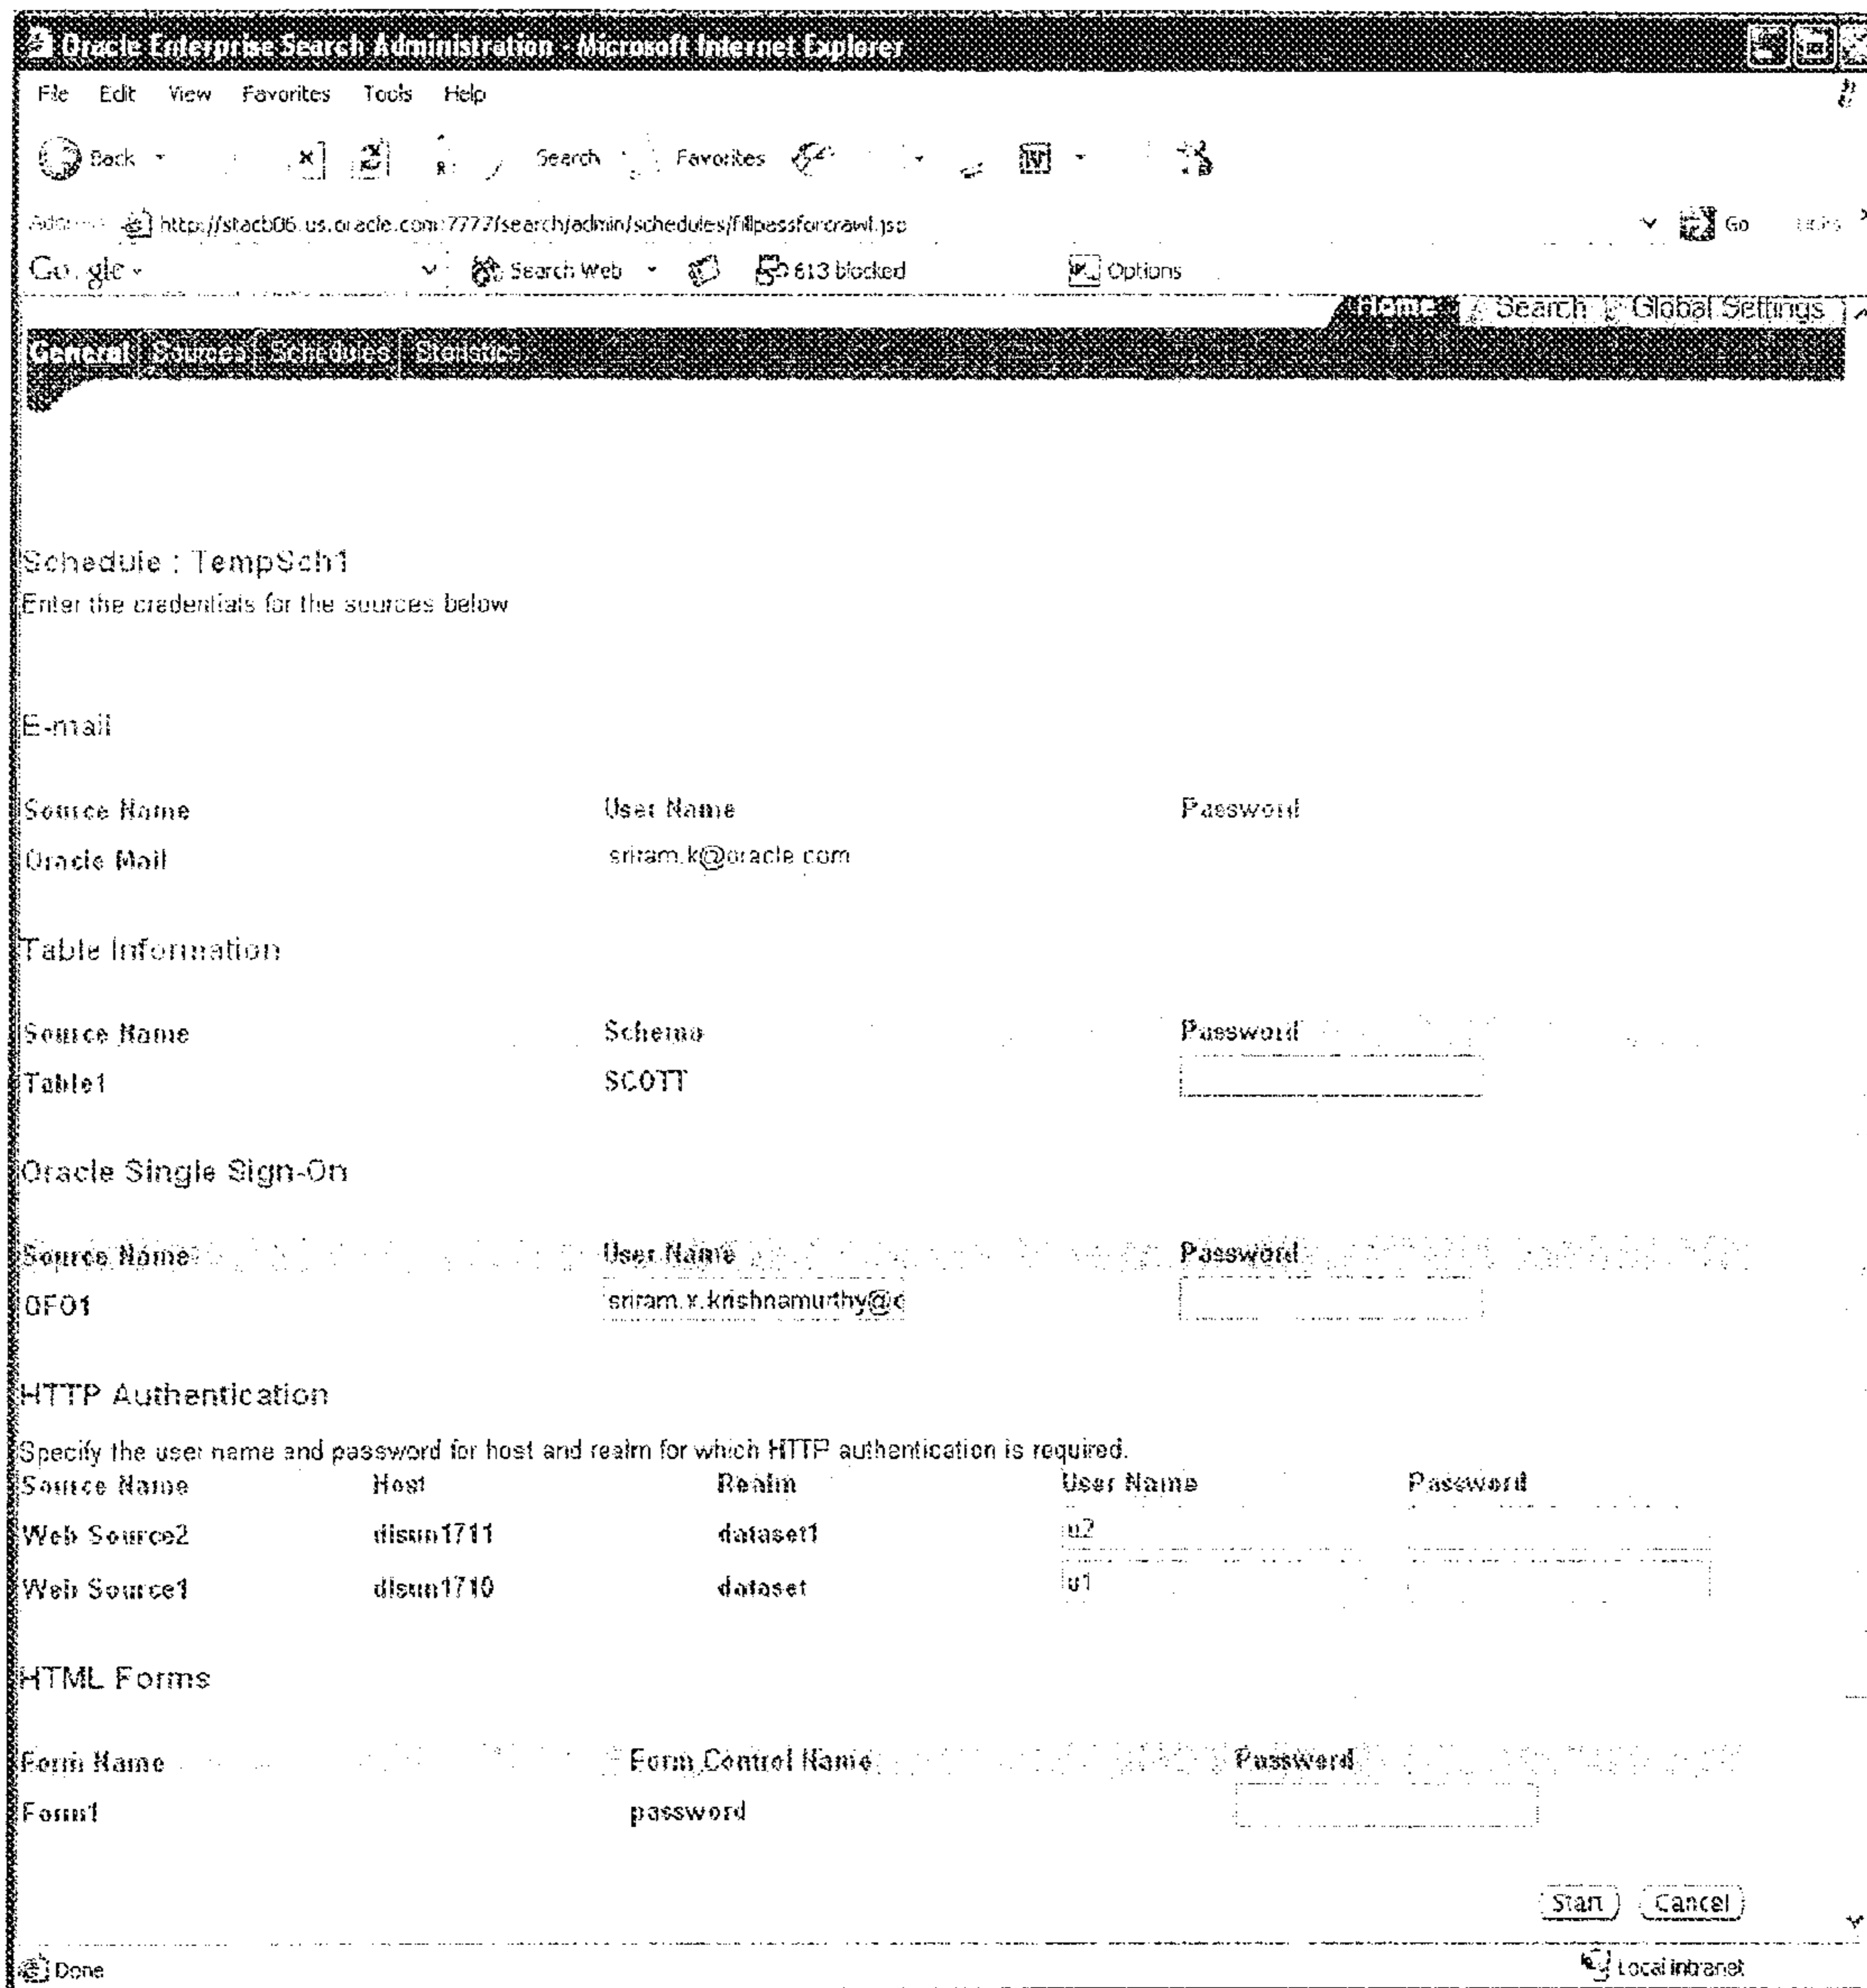 Oracle Enterprise Search Administration - Microsoft Internet Explorer
File Edit View Favorites Tools Help
Back Search Favorites
Address http://stacb06.us.oracle.com:7777/search/admin/schedules/fillpassforcrawl.jsp Go Links
Google Search Web 613 blocked Options
Home Search Global Settings
General Sources Schedules Statistics
Schedule : TempSch1
Enter the credentials for the sources below
E-mail
Source Name User Name Password
Oracle Mail sriram.k@oracle.com
Table Information
Source Name Schema Password
Table1 SCOTT
Oracle Single Sign-On
Source Name User Name Password
OFO1 sriram.x.krishnamurthy@o
HTTP Authentication
Specify the user name and password for host and realm for which HTTP authentication is required.
Source Name Host Realm User Name Password
Web Source2 dlsun1711 dataset1 u2
Web Source1 dlsun1710 dataset u1
HTML Forms
Form Name Form Control Name Password
Form1 password
Start Cancel
Done Local intranet